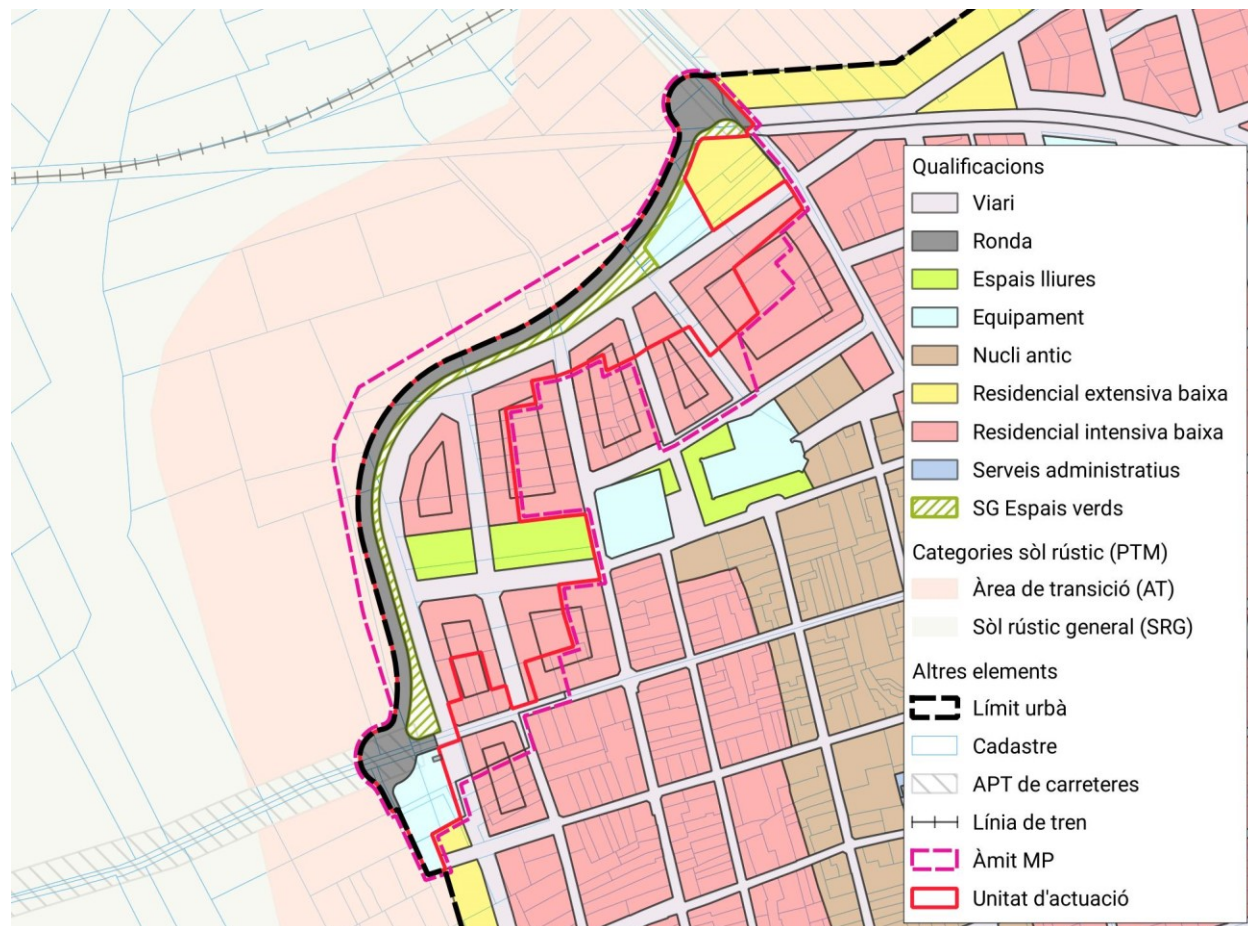 Qualificacions
Viari
Ronda
Espais lliures
Equipament
Nucli antic
Residencial extensiva baixa
Residencial intensiva baixa
Serveis administratius
SG Espais verds
Categories sòl rústic (PTM)
Àrea de transició (AT)
Sòl rústic general (SRG)
Altres elements
Límit urbà
Cadastre
APT de carreteres
Línia de tren
Àmit MP
Unitat d'actuació